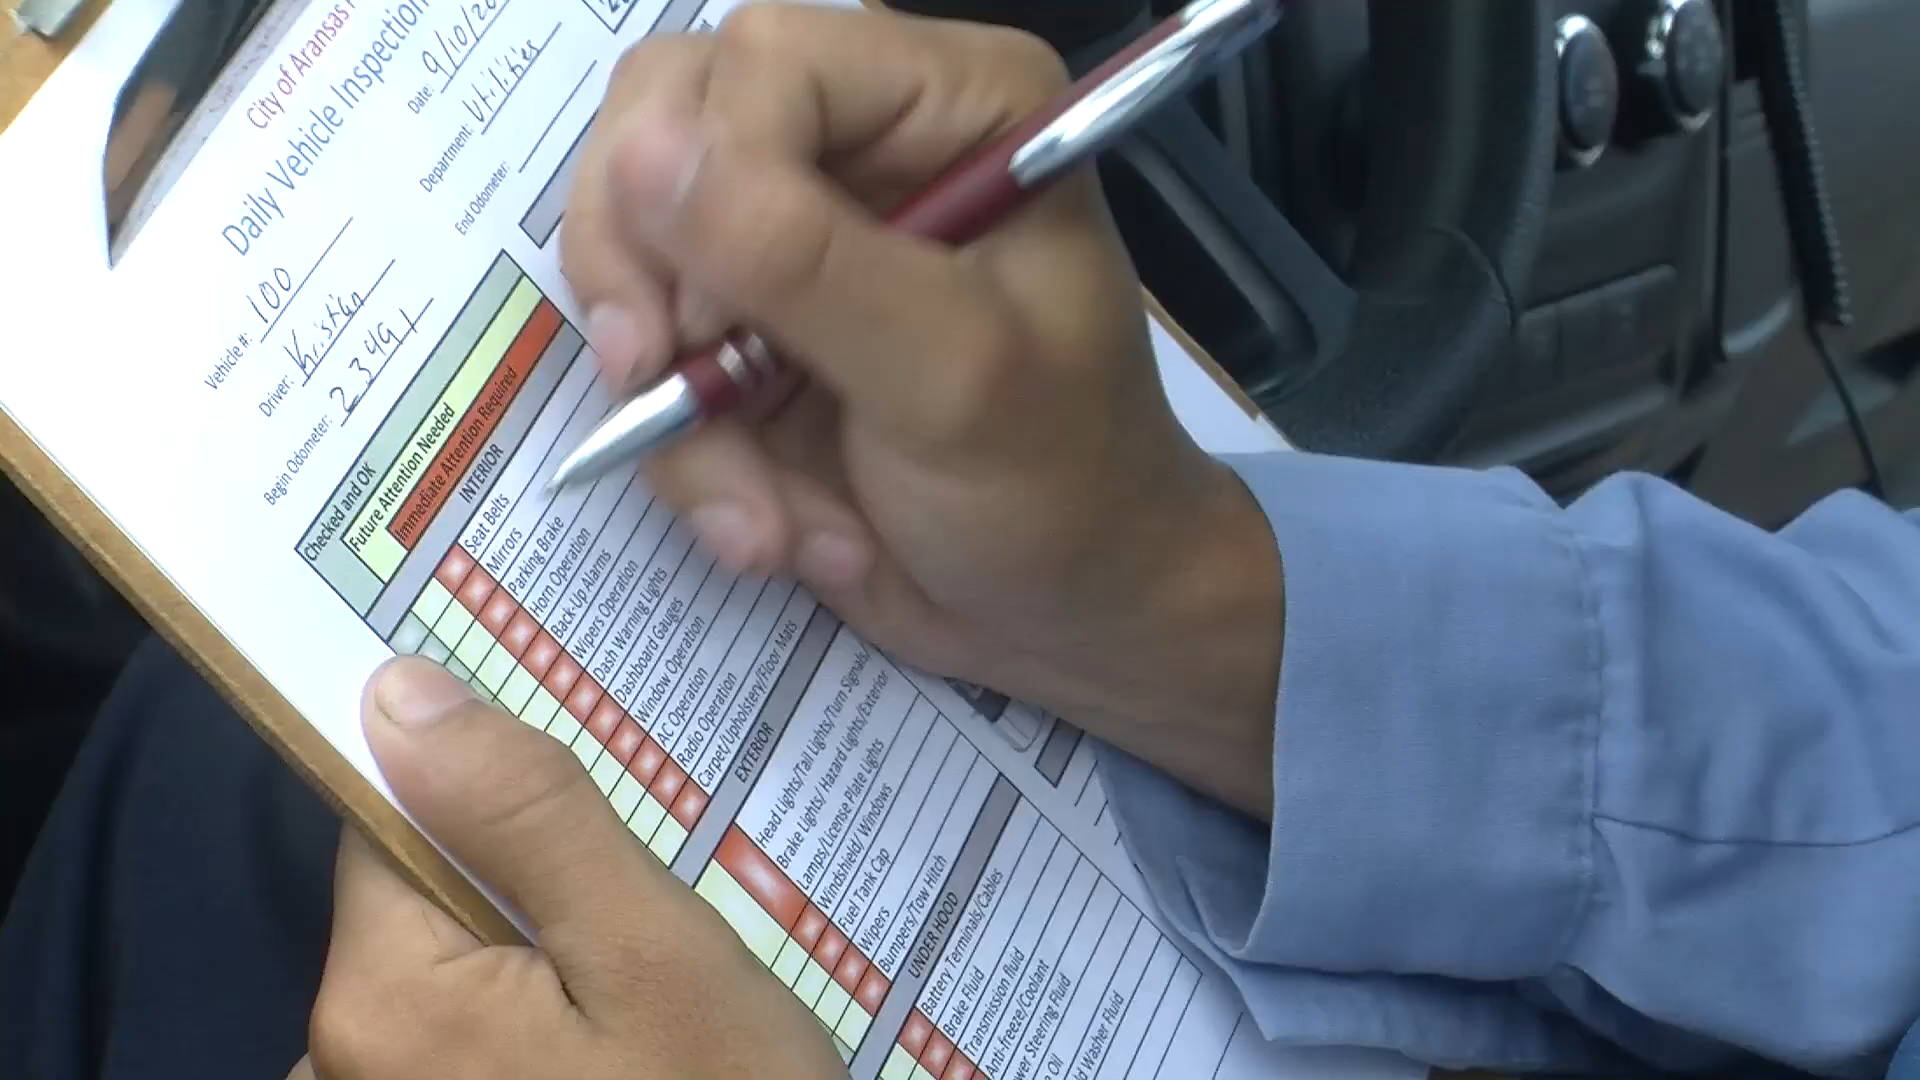 City of Aransas
Daily Vehicle Inspection
Vehicle #: 100
Date: 9/10/20
Driver: Kristian
Department: Utilities
Begin Odometer: 23491
End Odometer:
Checked and OK
Future Attention Needed
Immediate Attention Required
INTERIOR
Seat Belts
Mirrors
Parking Brake
Horn Operation
Back-Up Alarms
Wipers Operation
Dash Warning Lights
Dashboard Gauges
Window Operation
AC Operation
Radio Operation
Carpet/Upholstery/Floor Mats
EXTERIOR
Head Lights/Tail Lights/Turn Signals/
Brake Lights/ Hazard Lights/Exterior
Lamps/License Plate Lights
Windshield/ Windows
Fuel Tank Cap
Wipers
Bumpers/Tow Hitch
UNDER HOOD
Battery Terminals/Cables
Brake Fluid
Transmission fluid
Anti-freeze/Coolant
wer Steering Fluid
Oil
d Washer Fluid